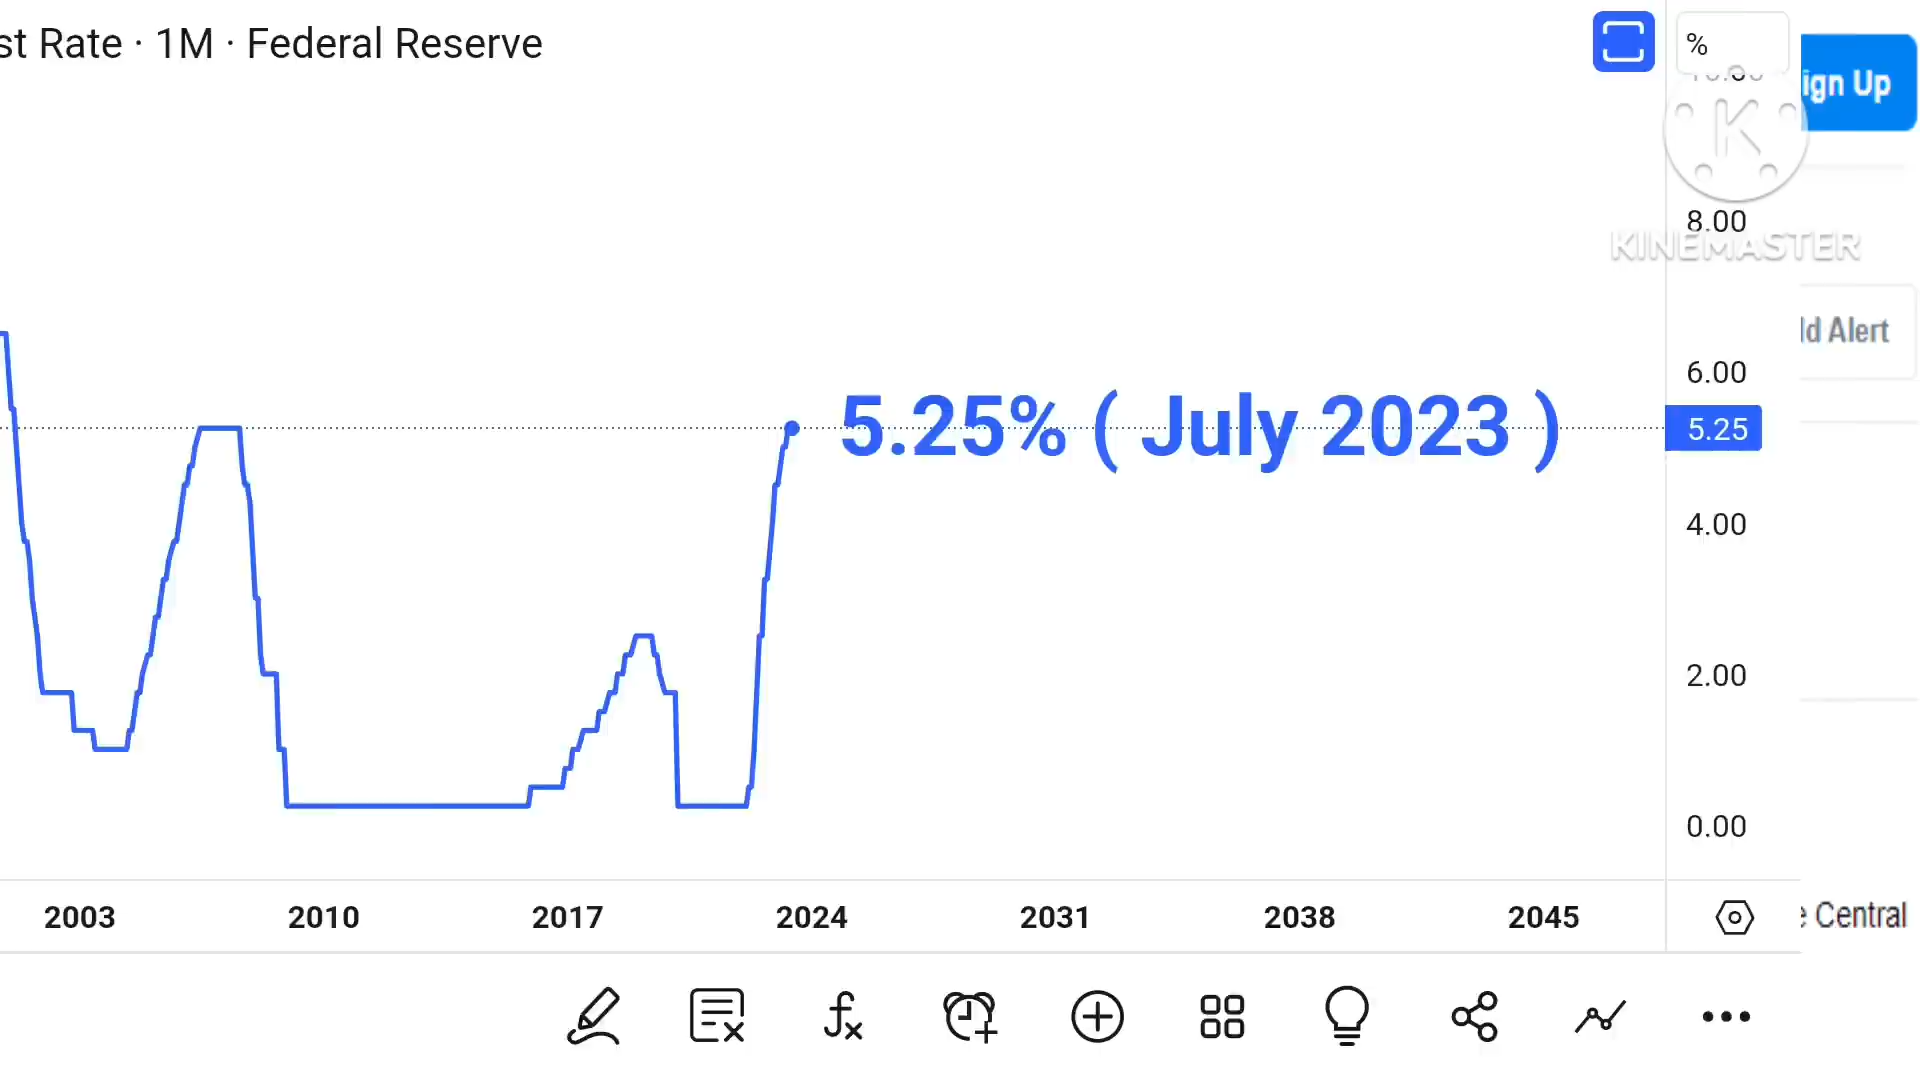 st Rate · 1M · Federal Reserve
%
ign Up
K
8.00
KINEMASTER
ld Alert
6.00
5.25% ( July 2023 )
5.25
4.00
2.00
0.00
2003 2010 2017 2024 2031 2038 2045
e Central